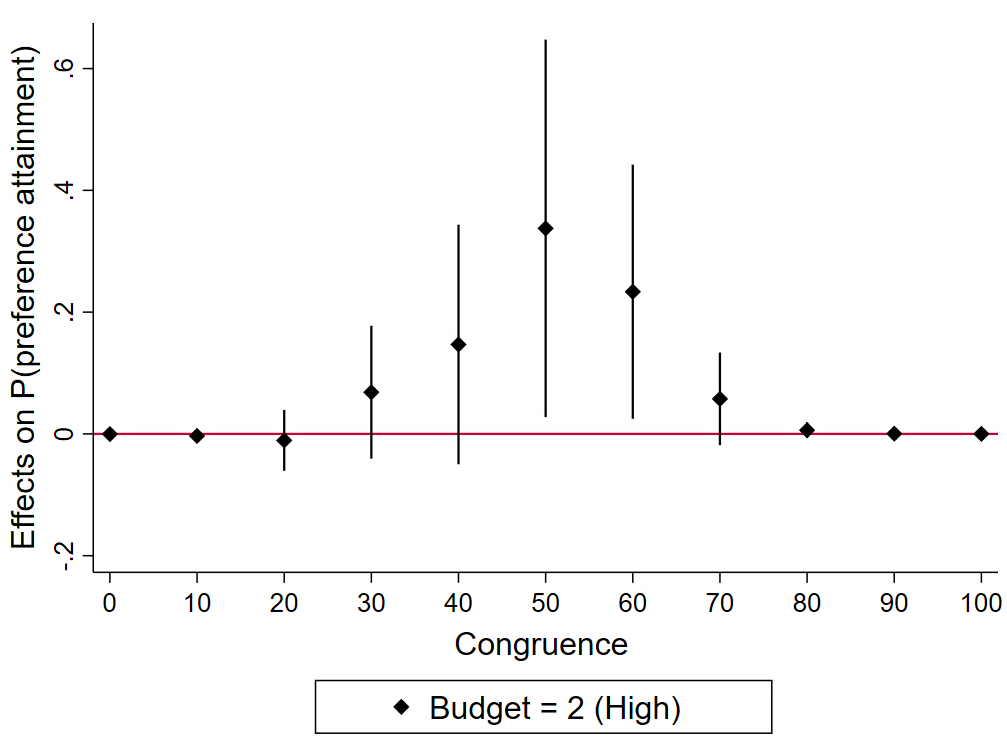 Effects on P(preference attainment)
.6
.4
.2
0
-.2
0 10 20 30 40 50 60 70 80 90 100
Congruence
Budget = 2 (High)